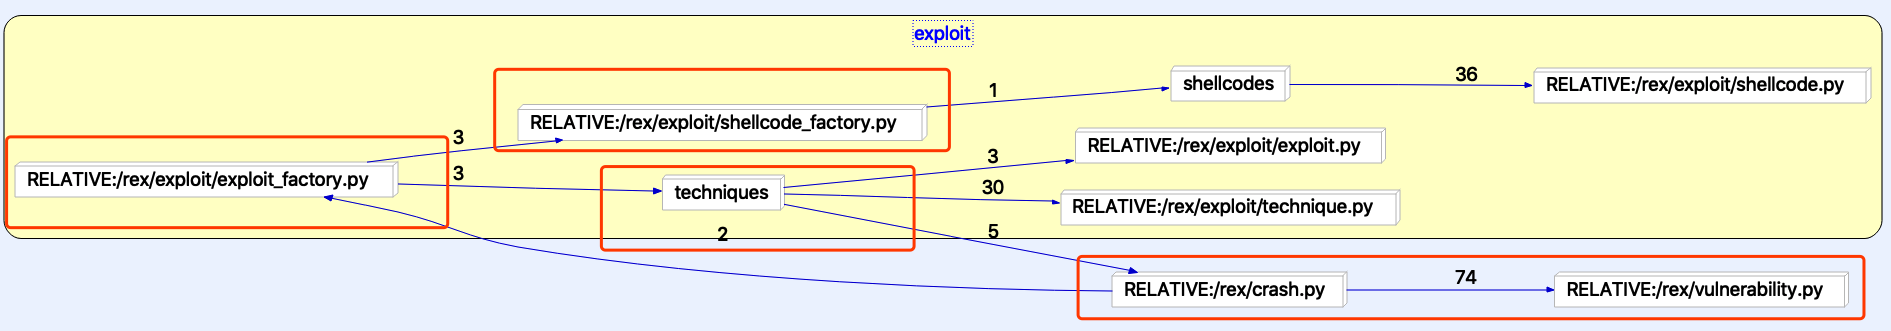 exploit
shellcodes
36
RELATIVE:/rex/exploit/shellcode.py
1
RELATIVE:/rex/exploit/shellcode_factory.py
3
RELATIVE:/rex/exploit/exploit_factory.py
3
techniques
3
RELATIVE:/rex/exploit/exploit.py
30
RELATIVE:/rex/exploit/technique.py
2
5
RELATIVE:/rex/crash.py
74
RELATIVE:/rex/vulnerability.py